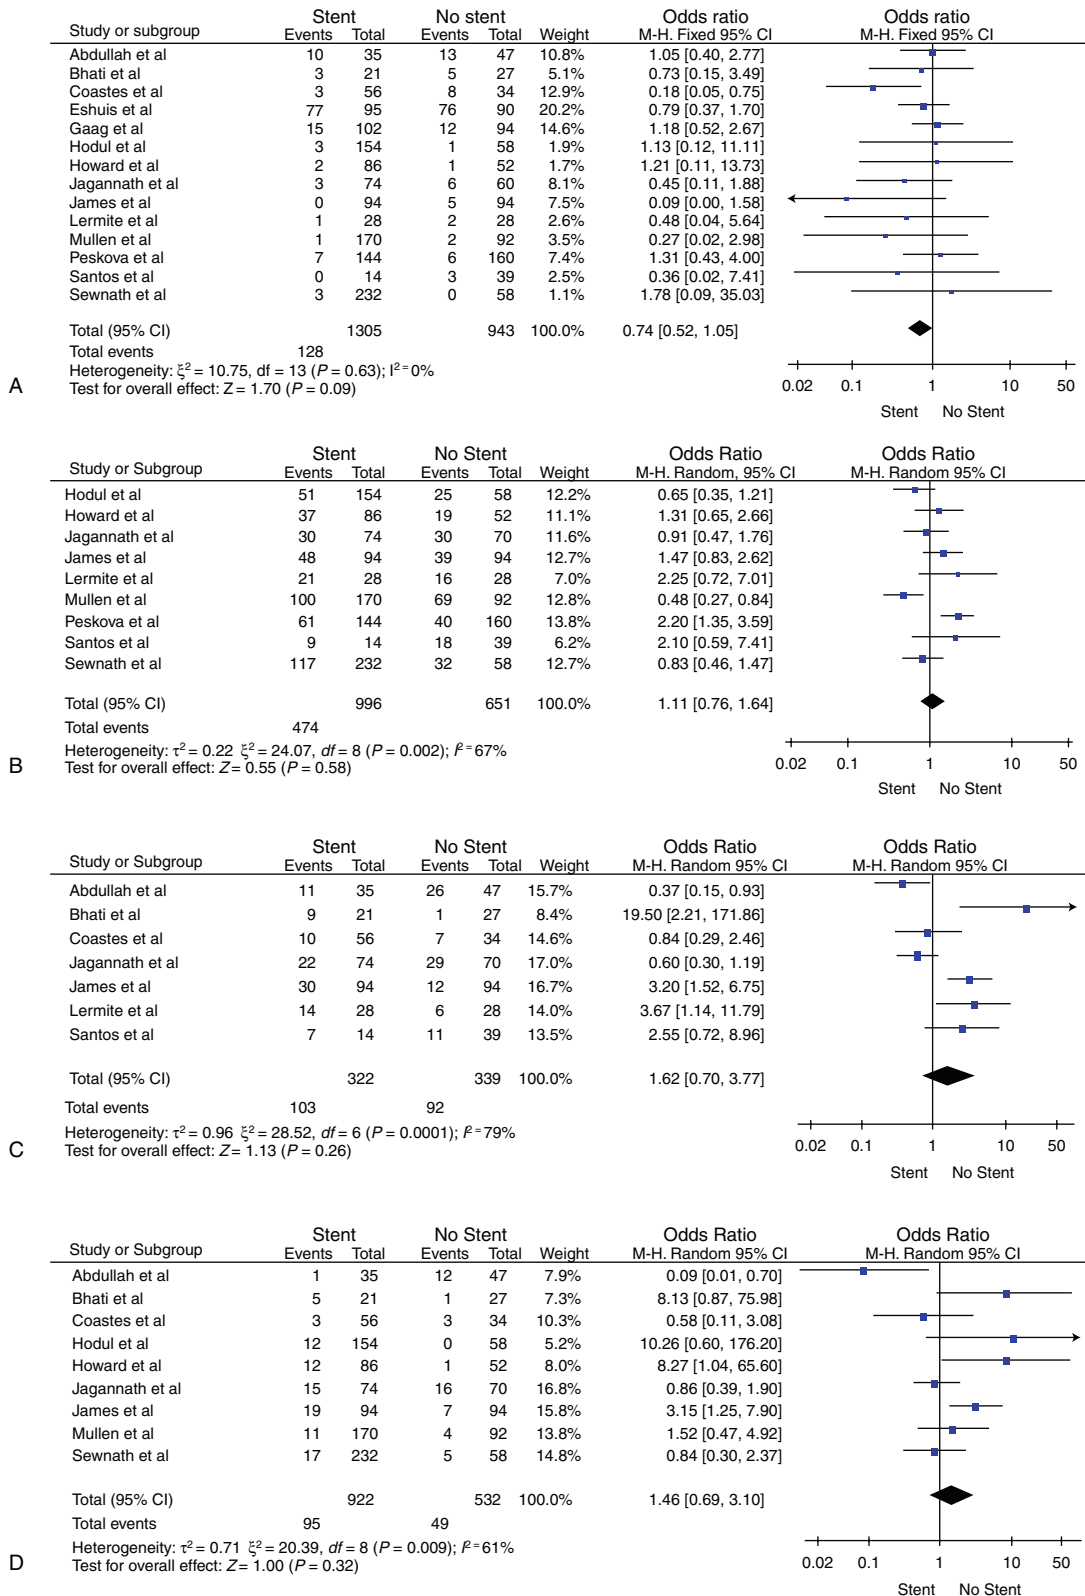 Stent No stent Odds ratio Odds ratio
Study or subgroup Events Total Events Total Weight M-H. Fixed 95% CI M-H. Fixed 95% CI
Abdullah et al 10 35 13 47 10.8% 1.05 [0.40, 2.77]
Bhati et al 3 21 5 27 5.1% 0.73 [0.15, 3.49]
Coastes et al 3 56 8 34 12.9% 0.18 [0.05, 0.75]
Eshuis et al 77 95 76 90 20.2% 0.79 [0.37, 1.70]
Gaag et al 15 102 12 94 14.6% 1.18 [0.52, 2.67]
Hodul et al 3 154 1 58 1.9% 1.13 [0.12, 11.11]
Howard et al 2 86 1 52 1.7% 1.21 [0.11, 13.73]
Jagannath et al 3 74 6 60 8.1% 0.45 [0.11, 1.88]
James et al 0 94 5 94 7.5% 0.09 [0.00, 1.58]
Lermite et al 1 28 2 28 2.6% 0.48 [0.04, 5.64]
Mullen et al 1 170 2 92 3.5% 0.27 [0.02, 2.98]
Peskova et al 7 144 6 160 7.4% 1.31 [0.43, 4.00]
Santos et al 0 14 3 39 2.5% 0.36 [0.02, 7.41]
Sewnath et al 3 232 0 58 1.1% 1.78 [0.09, 35.03]
Total (95% CI) 1305 943 100.0% 0.74 [0.52, 1.05]
Total events 128
Heterogeneity: ξ² = 10.75, df = 13 (P = 0.63); I² = 0%
Test for overall effect: Z = 1.70 (P = 0.09)
0.02 0.1 1 10 50
Stent No Stent
A
Stent No Stent Odds Ratio Odds Ratio
Study or Subgroup Events Total Events Total Weight M-H. Random, 95% CI M-H. Random 95% CI
Hodul et al 51 154 25 58 12.2% 0.65 [0.35, 1.21]
Howard et al 37 86 19 52 11.1% 1.31 [0.65, 2.66]
Jagannath et al 30 74 30 70 11.6% 0.91 [0.47, 1.76]
James et al 48 94 39 94 12.7% 1.47 [0.83, 2.62]
Lermite et al 21 28 16 28 7.0% 2.25 [0.72, 7.01]
Mullen et al 100 170 69 92 12.8% 0.48 [0.27, 0.84]
Peskova et al 61 144 40 160 13.8% 2.20 [1.35, 3.59]
Santos et al 9 14 18 39 6.2% 2.10 [0.59, 7.41]
Sewnath et al 117 232 32 58 12.7% 0.83 [0.46, 1.47]
Total (95% CI) 996 651 100.0% 1.11 [0.76, 1.64]
Total events 474
Heterogeneity: τ² = 0.22 ξ² = 24.07, df = 8 (P = 0.002); I² = 67%
Test for overall effect: Z = 0.55 (P = 0.58)
0.02 0.1 1 10 50
Stent No Stent
B
Stent No Stent Odds Ratio Odds Ratio
Study or Subgroup Events Total Events Total Weight M-H. Random 95% CI M-H. Random 95% CI
Abdullah et al 11 35 26 47 15.7% 0.37 [0.15, 0.93]
Bhati et al 9 21 1 27 8.4% 19.50 [2.21, 171.86]
Coastes et al 10 56 7 34 14.6% 0.84 [0.29, 2.46]
Jagannath et al 22 74 29 70 17.0% 0.60 [0.30, 1.19]
James et al 30 94 12 94 16.7% 3.20 [1.52, 6.75]
Lermite et al 14 28 6 28 14.0% 3.67 [1.14, 11.79]
Santos et al 7 14 11 39 13.5% 2.55 [0.72, 8.96]
Total (95% CI) 322 339 100.0% 1.62 [0.70, 3.77]
Total events 103 92
Heterogeneity: τ² = 0.96 ξ² = 28.52, df = 6 (P = 0.0001); I² = 79%
Test for overall effect: Z = 1.13 (P = 0.26)
0.02 0.1 1 10 50
Stent No Stent
C
Stent No Stent Odds Ratio Odds Ratio
Study or Subgroup Events Total Events Total Weight M-H. Random 95% CI M-H. Random 95% CI
Abdullah et al 1 35 12 47 7.9% 0.09 [0.01, 0.70]
Bhati et al 5 21 1 27 7.3% 8.13 [0.87, 75.98]
Coastes et al 3 56 3 34 10.3% 0.58 [0.11, 3.08]
Hodul et al 12 154 0 58 5.2% 10.26 [0.60, 176.20]
Howard et al 12 86 1 52 8.0% 8.27 [1.04, 65.60]
Jagannath et al 15 74 16 70 16.8% 0.86 [0.39, 1.90]
James et al 19 94 7 94 15.8% 3.15 [1.25, 7.90]
Mullen et al 11 170 4 92 13.8% 1.52 [0.47, 4.92]
Sewnath et al 17 232 5 58 14.8% 0.84 [0.30, 2.37]
Total (95% CI) 922 532 100.0% 1.46 [0.69, 3.10]
Total events 95 49
Heterogeneity: τ² = 0.71 ξ² = 20.39, df = 8 (P = 0.009); I² = 61%
Test for overall effect: Z = 1.00 (P = 0.32)
0.02 0.1 1 10 50
Stent No Stent
D